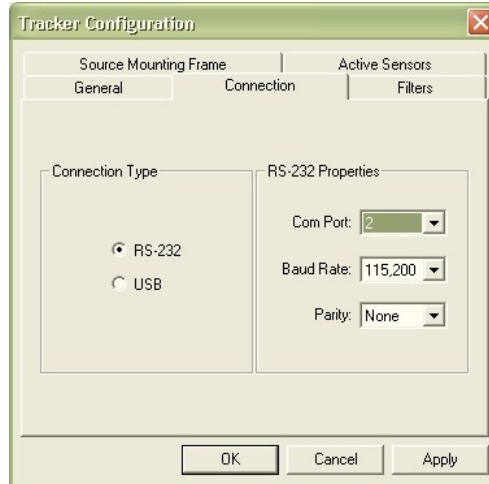 Tracker Configuration
Source Mounting Frame Active Sensors
General Connection Filters
Connection Type RS-232 Properties
Com Port: 2
RS-232
Baud Rate: 115,200
USB
Parity: None
OK Cancel Apply